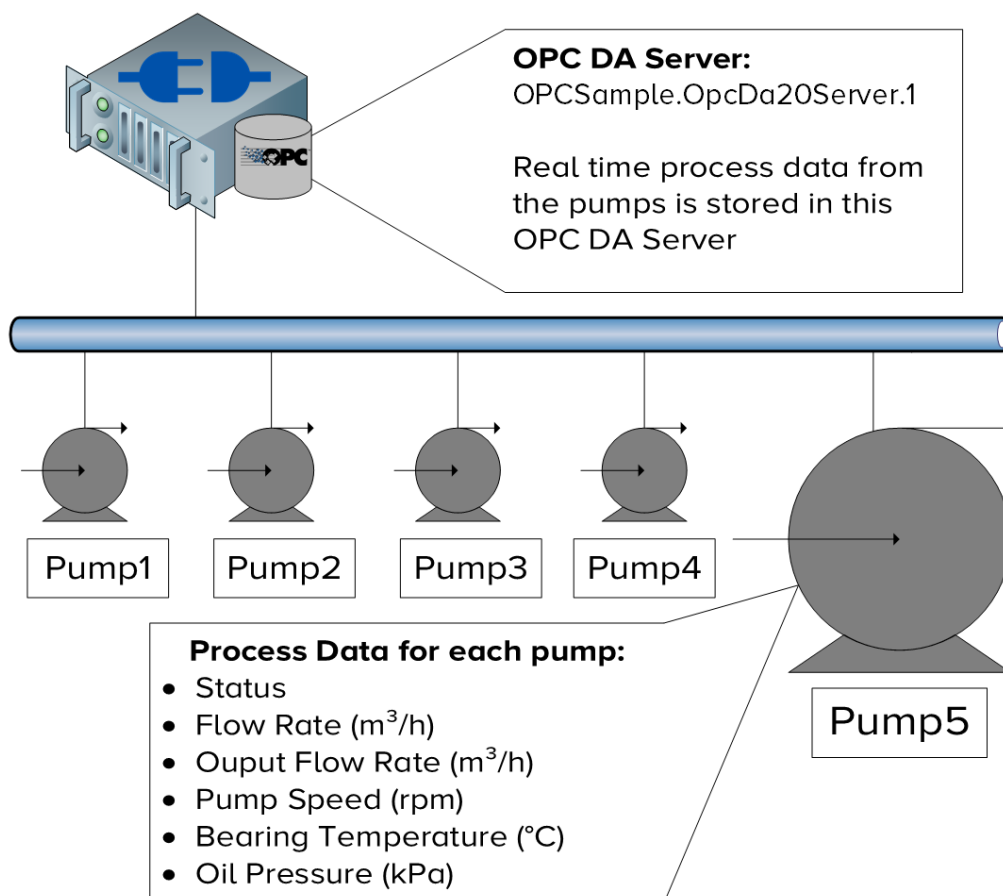 OPC DA Server:
OPCSample.OpcDa20Server.1
Real time process data from
the pumps is stored in this
OPC DA Server
OPC
Pump1
Pump2
Pump3
Pump4
Pump5
Process Data for each pump:
• Status
• Flow Rate (m³/h)
• Ouput Flow Rate (m³/h)
• Pump Speed (rpm)
• Bearing Temperature (°C)
• Oil Pressure (kPa)